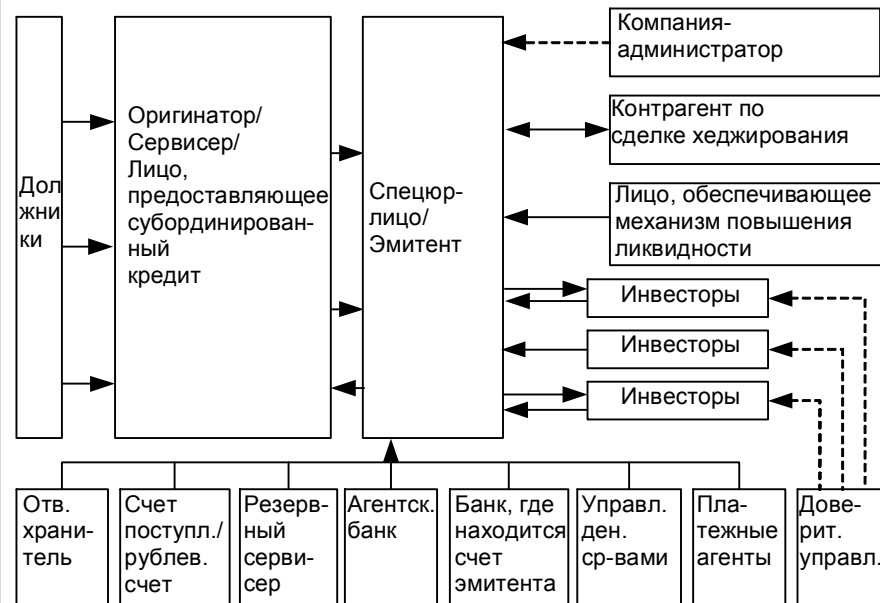 Компания-
администратор
Контрагент по
сделке хеджирования
Лицо, обеспечивающее
механизм повышения
ликвидности
Дол
жни
ки
Оригинатор/
Сервисер/
Лицо,
предоставляющее
субординирован-
ный
кредит
Спецюр-
лицо/
Эмитент
Инвесторы
Инвесторы
Инвесторы
Отв.
храни-
тель
Счет
поступл./
рублев.
счет
Резерв-
ный
серви-
сер
Агентск.
банк
Банк, где
находится
счет
эмитента
Управл.
ден.
ср-вами
Пла-
тежные
агенты
Дове-
рит.
управл.